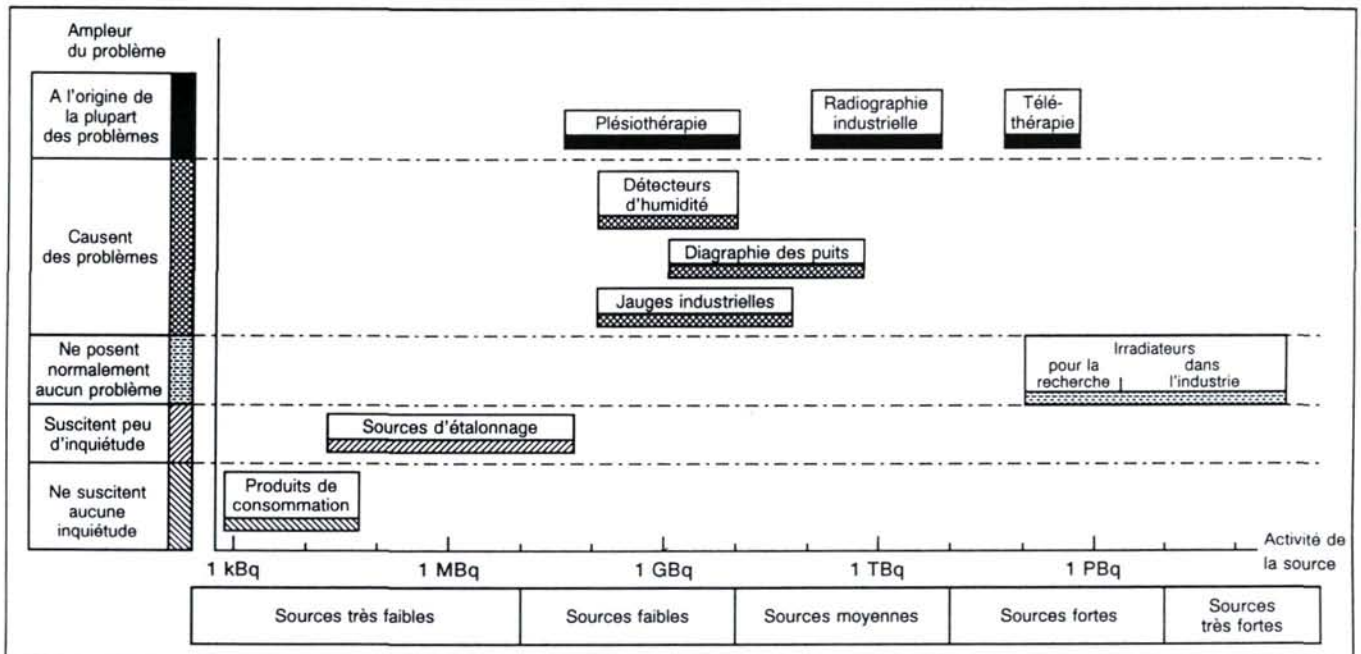 Ampleur
du problème
A l'origine de
la plupart
des problèmes
Plésiothérapie
Radiographie
industrielle
Télé-
thérapie
Causent
des problèmes
Détecteurs
d'humidité
Diagraphie des puits
Jauges industrielles
Ne posent
normalement
aucun problème
Irradiateurs
pour la
recherche
dans
l'industrie
Suscitent peu
d'inquiétude
Sources d'étalonnage
Ne suscitent
aucune
inquiétude
Produits de
consommation
1 kBq 1 MBq 1 GBq 1 TBq 1 PBq
Activité de
la source
Sources très faibles
Sources faibles
Sources moyennes
Sources fortes
Sources
très fortes